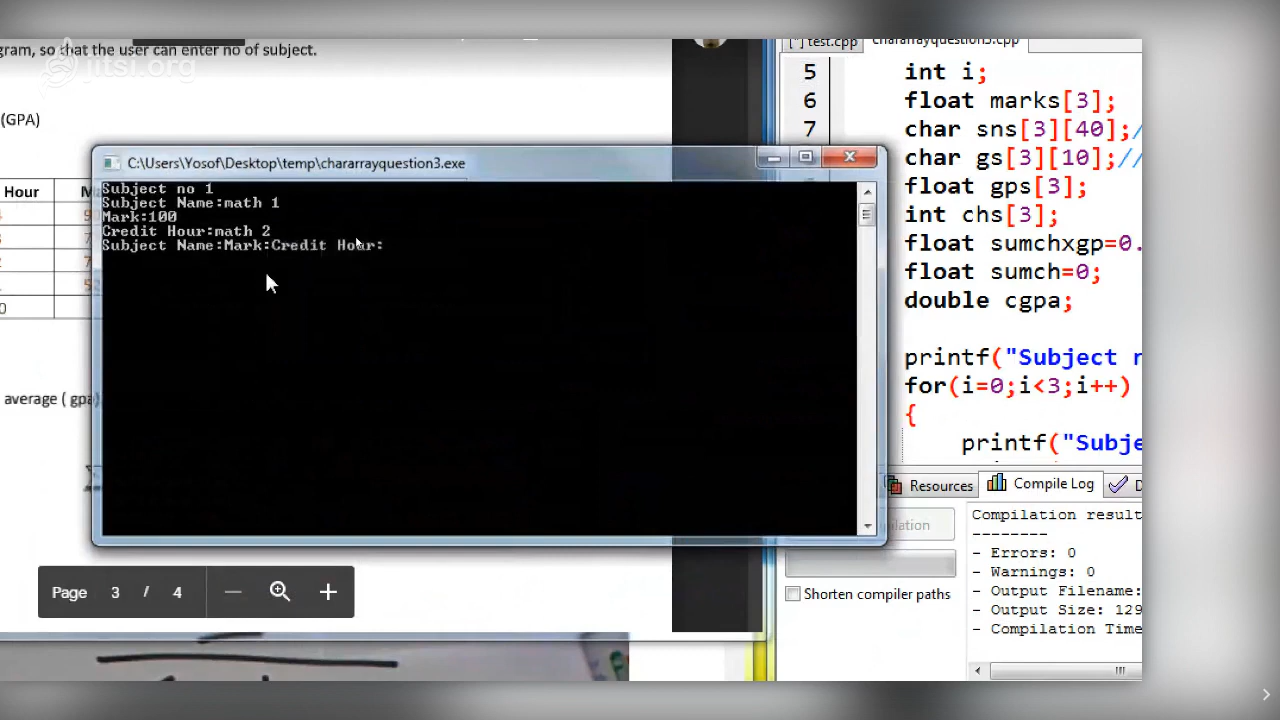 gram, so that the user can enter no of subject.
jitsi.org
(GPA)
Hour
average ( gpa
C:\Users\Yosof\Desktop\temp\chararrayquestion3.exe
Subject no 1
Subject Name:math 1
Mark:100
Credit Hour:math 2
Subject Name:Mark:Credit Hour:
Page 3 / 4
[*] test.cpp
chararrayquestion3.cpp
5 int i;
6 float marks[3];
7 char sns[3][40];/
char gs[3][10];//
float gps[3];
int chs[3];
float sumchxgp=0.
float sumch=0;
double cgpa;
printf("Subject n
for(i=0;i<3;i++)
{
printf("Subje
Resources
Compile Log
Shorten compiler paths
Compilation result
--------
- Errors: 0
- Warnings: 0
- Output Filename:
- Output Size: 129
- Compilation Time